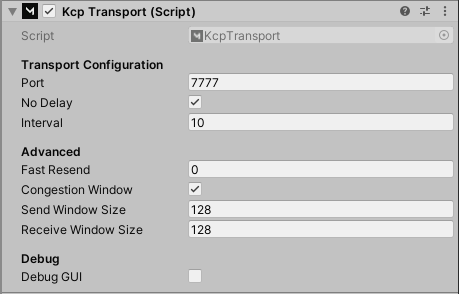 Kcp Transport (Script)
Script KcpTransport
Transport Configuration
Port 7777
No Delay
Interval 10
Advanced
Fast Resend 0
Congestion Window
Send Window Size 128
Receive Window Size 128
Debug
Debug GUI